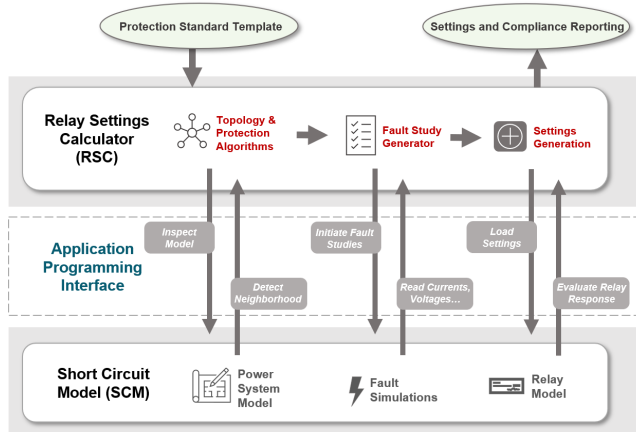 Protection Standard Template
Settings and Compliance Reporting
Relay Settings
Calculator
(RSC)
Topology &
Protection
Algorithms
Fault Study
Generator
Settings
Generation
Application
Programming
Interface
Inspect
Model
Detect
Neighborhood
Initiate Fault
Studies
Read Currents,
Voltages…
Load
Settings
Evaluate Relay
Response
Short Circuit
Model (SCM)
Power
System
Model
Fault
Simulations
Relay
Model